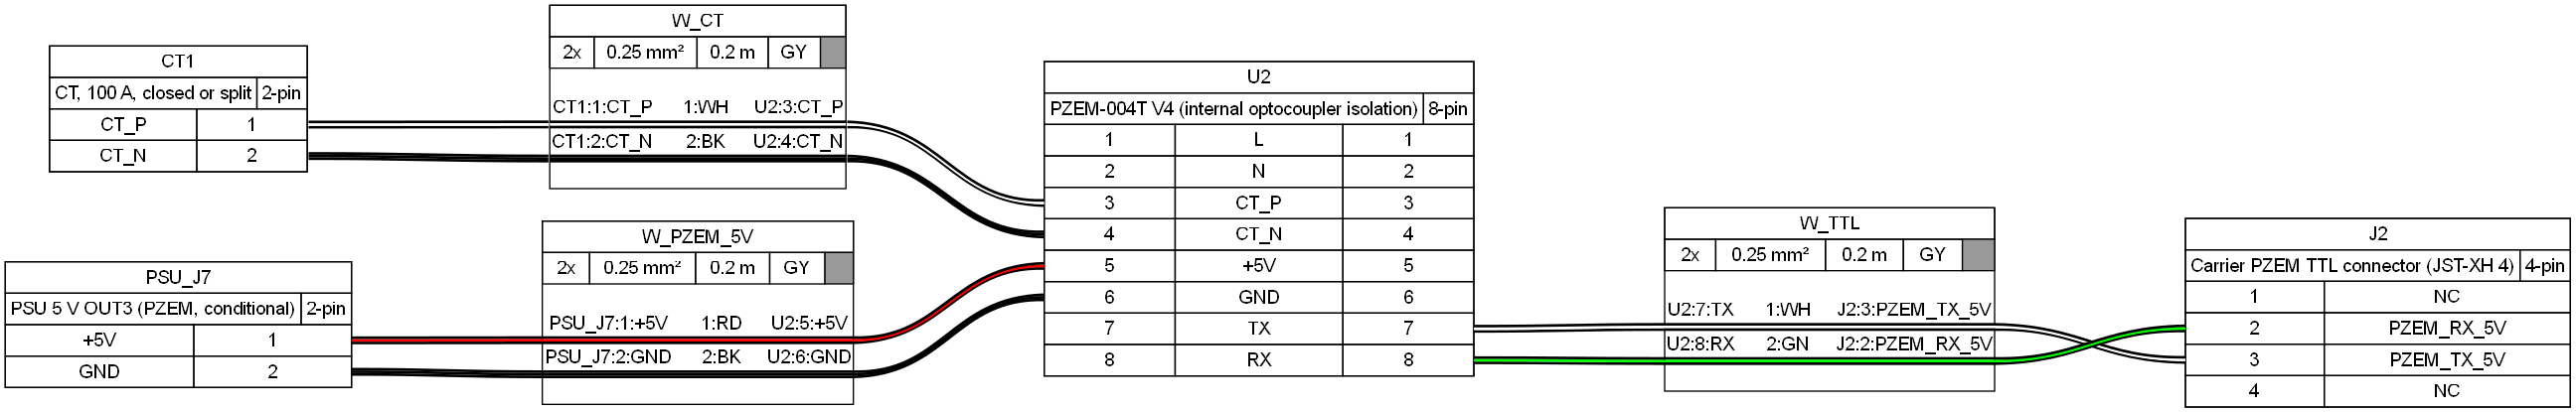 W_CT
2x 0.25 mm² 0.2 m GY
CT1:1:CT_P 1:WH U2:3:CT_P
CT1:2:CT_N 2:BK U2:4:CT_N
CT1
CT, 100 A, closed or split 2-pin
CT_P 1
CT_N 2
W_PZEM_5V
2x 0.25 mm² 0.2 m GY
PSU_J7:1:+5V 1:RD U2:5:+5V
PSU_J7:2:GND 2:BK U2:6:GND
PSU_J7
PSU 5 V OUT3 (PZEM, conditional) 2-pin
+5V 1
GND 2
U2
PZEM-004T V4 (internal optocoupler isolation) 8-pin
1 L 1
2 N 2
3 CT_P 3
4 CT_N 4
5 +5V 5
6 GND 6
7 TX 7
8 RX 8
W_TTL
2x 0.25 mm² 0.2 m GY
U2:7:TX 1:WH J2:3:PZEM_TX_5V
U2:8:RX 2:GN J2:2:PZEM_RX_5V
J2
Carrier PZEM TTL connector (JST-XH 4) 4-pin
1 NC
2 PZEM_RX_5V
3 PZEM_TX_5V
4 NC